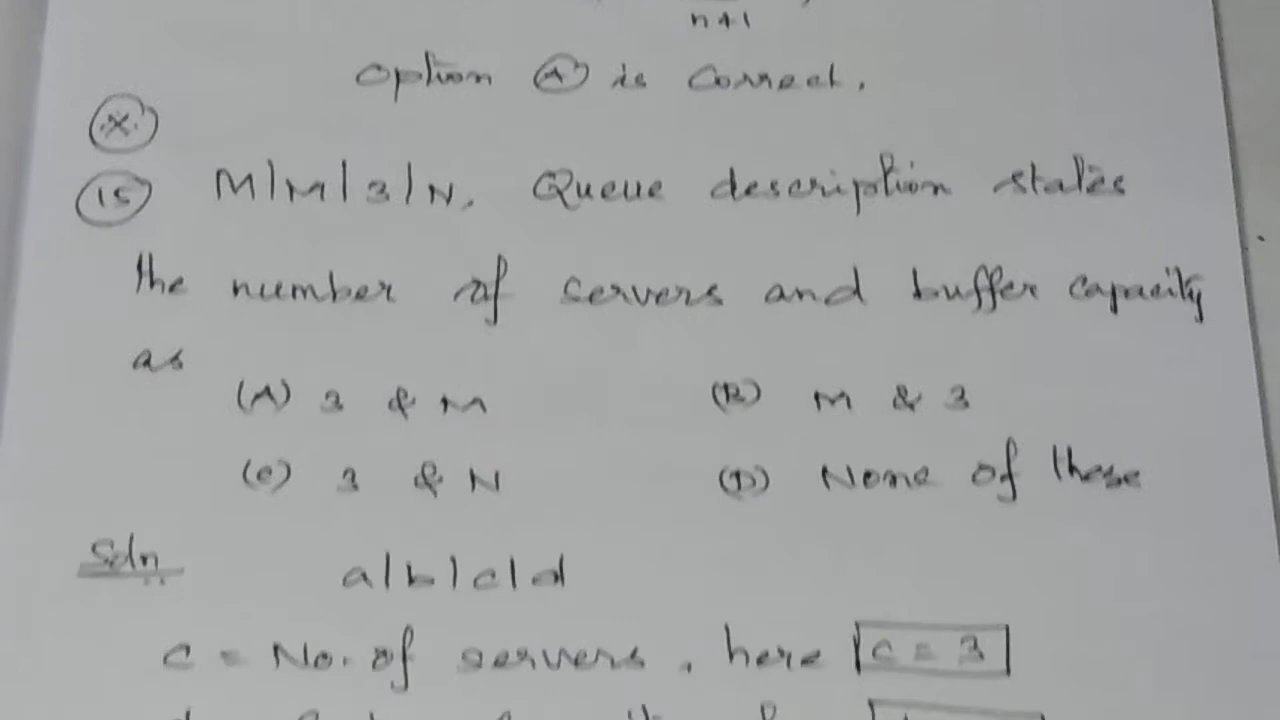 n+1
option (A) is correct.
(x)
(15) M|M|3|N. Queue description states
the number of servers and buffer capacity
as
(A) 3 & M (B) M & 3
(C) 3 & N (D) None of these
Soln
a|b|c|d
c = No. of servers, here c = 3